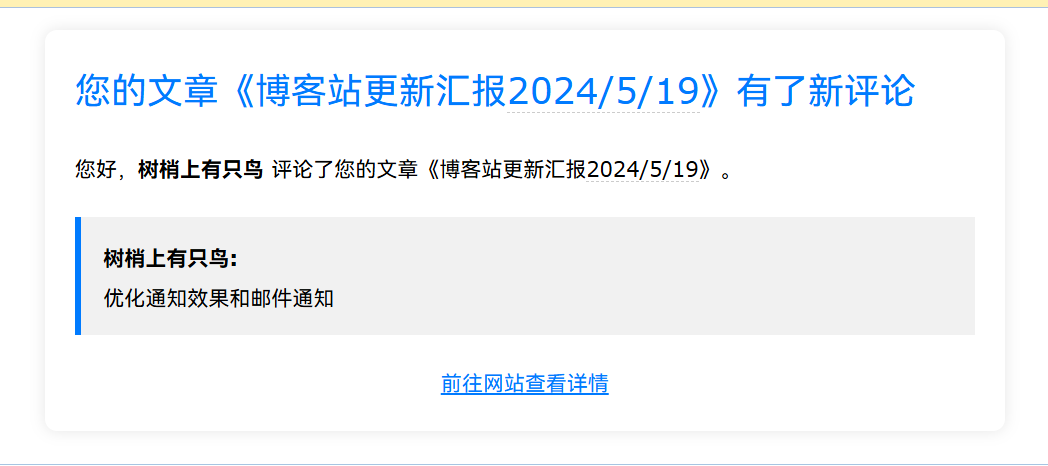 您的文章《博客站更新汇报2024/5/19》有了新评论
您好，树梢上有只鸟 评论了您的文章《博客站更新汇报2024/5/19》。
树梢上有只鸟:
优化通知效果和邮件通知
前往网站查看详情